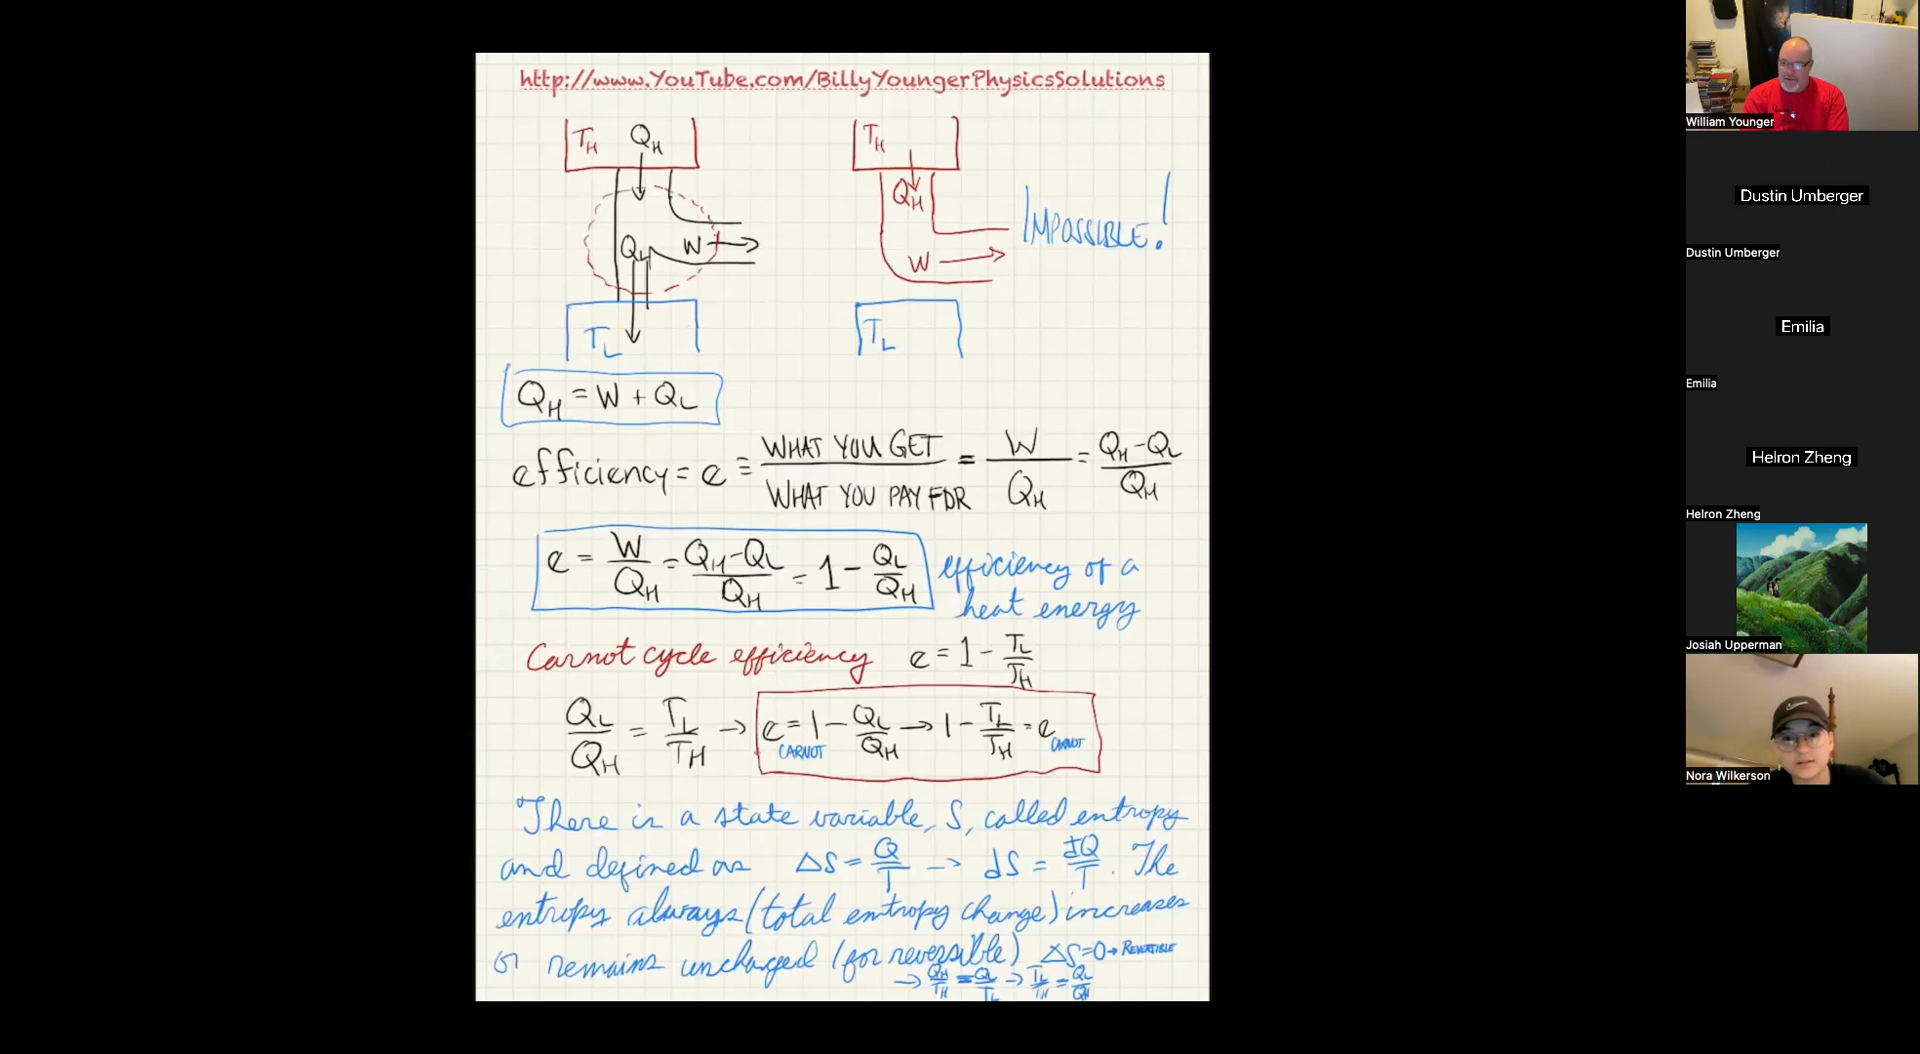 http://www.YouTube.com/BillyYoungerPhysicsSolutions
T_H Q_H
Q_L W
T_L
T_H
Q_H
W
T_L
IMPOSSIBLE!
Q_H = W + Q_L
efficiency = e ≡ WHAT YOU GET / WHAT YOU PAY FOR = W / Q_H = Q_H - Q_L / Q_H
e = W / Q_H = Q_H - Q_L / Q_H = 1 - Q_L / Q_H
efficiency of a
heat energy
Carnot cycle efficiency e = 1 - T_L / T_H
Q_L / Q_H = T_L / T_H → e CARNOT = 1 - Q_L / Q_H → 1 - T_L / T_H = e CARNOT
There is a state variable, S, called entropy
and defined as ΔS = Q / T → dS = đQ / T. The
entropy always (total entropy change) increases
or remains unchanged (for reversible) ΔS = 0 → REVERSIBLE
→ Q_H / T_H = Q_L / T_L → T_L / T_H = Q_L / Q_H
William Younger
Dustin Umberger
Dustin Umberger
Emilia
Emilia
Helron Zheng
Helron Zheng
Josiah Upperman
Nora Wilkerson